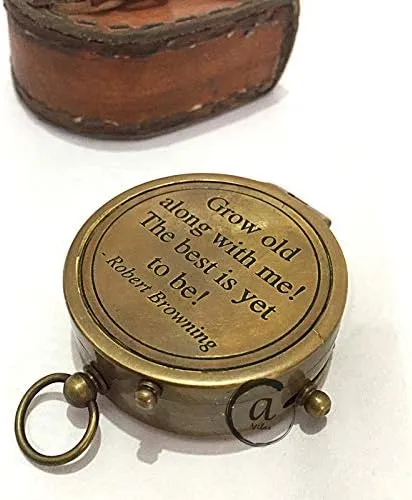 Grow old
along with me!
The best is yet
to be!
- Robert Browning
a